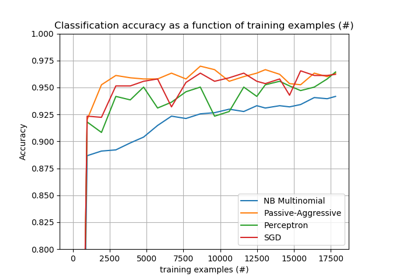 Classification accuracy as a function of training examples (#)
1.000
0.975
0.950
0.925
0.900
0.875
0.850
0.825
0.800
Accuracy
NB Multinomial
Passive-Aggressive
Perceptron
SGD
0 2500 5000 7500 10000 12500 15000 17500
training examples (#)